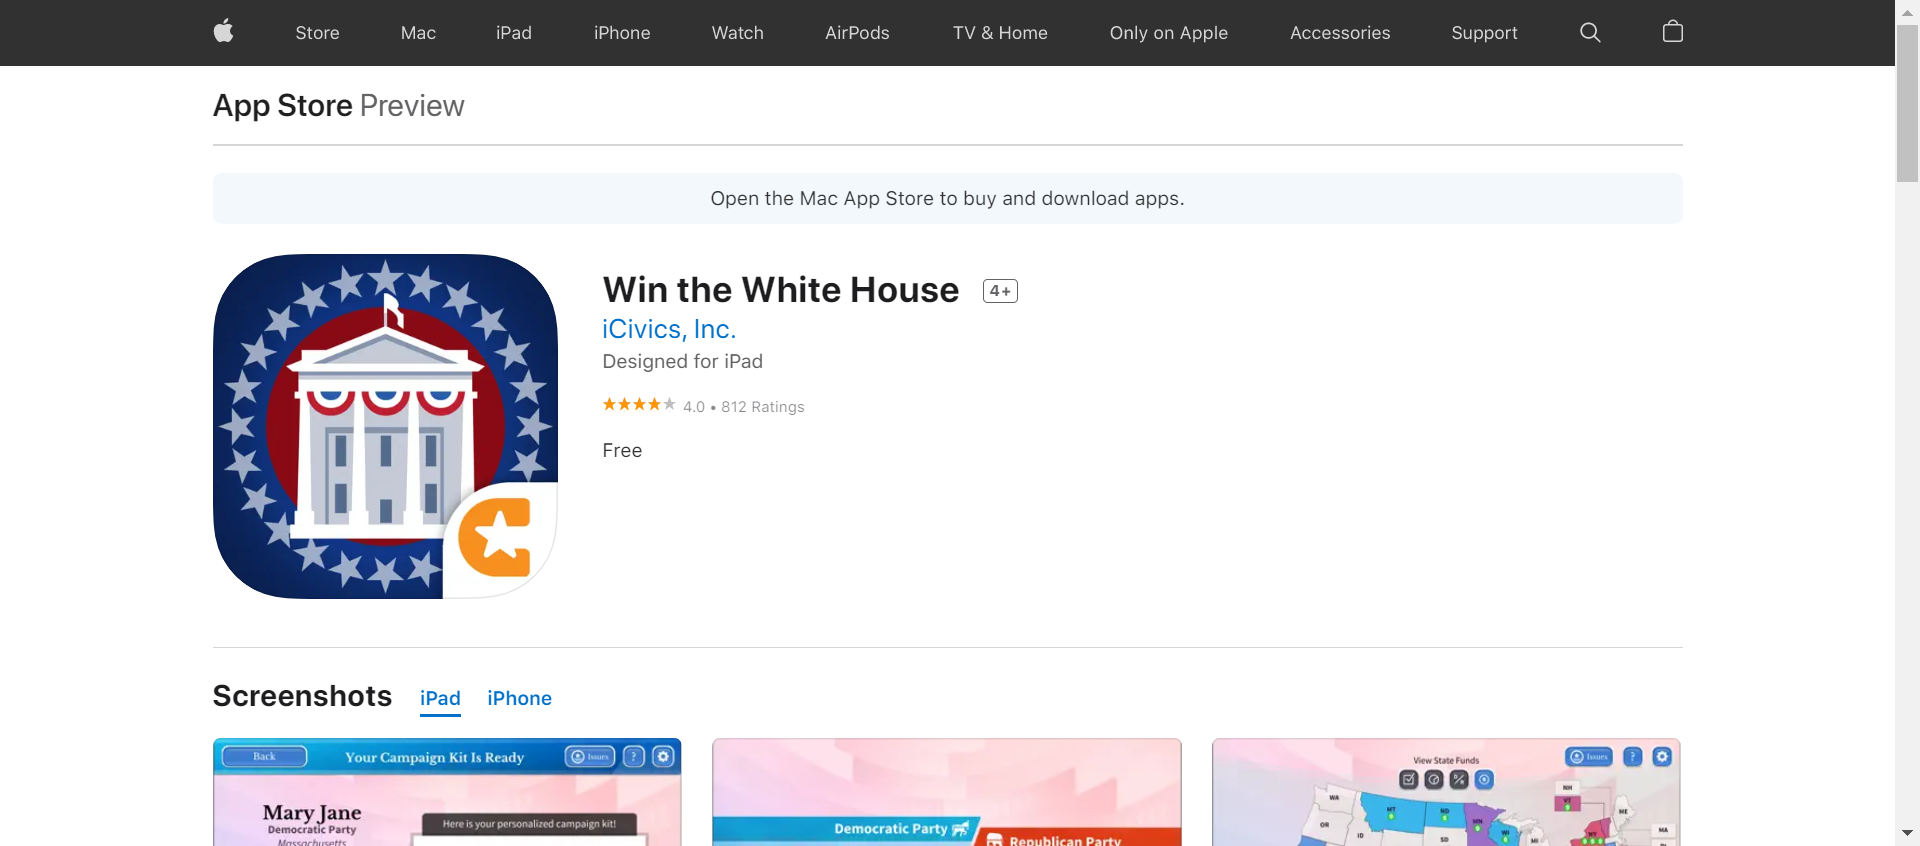 Store Mac iPad iPhone Watch AirPods TV & Home Only on Apple Accessories Support
App Store Preview
Open the Mac App Store to buy and download apps.
Win the White House 4+
iCivics, Inc.
Designed for iPad
4.0 • 812 Ratings
Free
Screenshots iPad iPhone
Back Your Campaign Kit Is Ready Issues ?
Mary Jane
Democratic Party
Massachusetts
Here is your personalized campaign kit!
Democratic Party
Republican Party
View State Funds
Issues ?
WA
MT
ND
MN
NH
VT
ME
OR
ID
SD
WI
MI
NY
MA